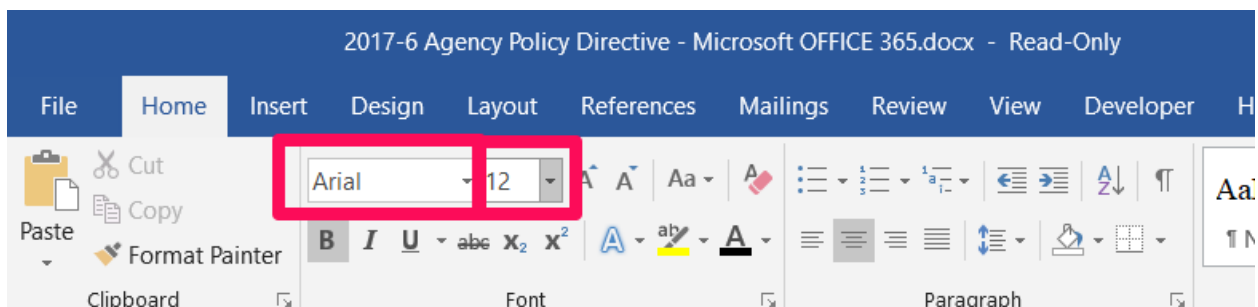 2017-6 Agency Policy Directive - Microsoft OFFICE 365.docx - Read-Only
File Home Insert Design Layout References Mailings Review View Developer H
Cut
Arial 12 Aa
Copy
Paste
Format Painter
B I U abc X₂ X² A ab A
Clipboard Font Paragraph